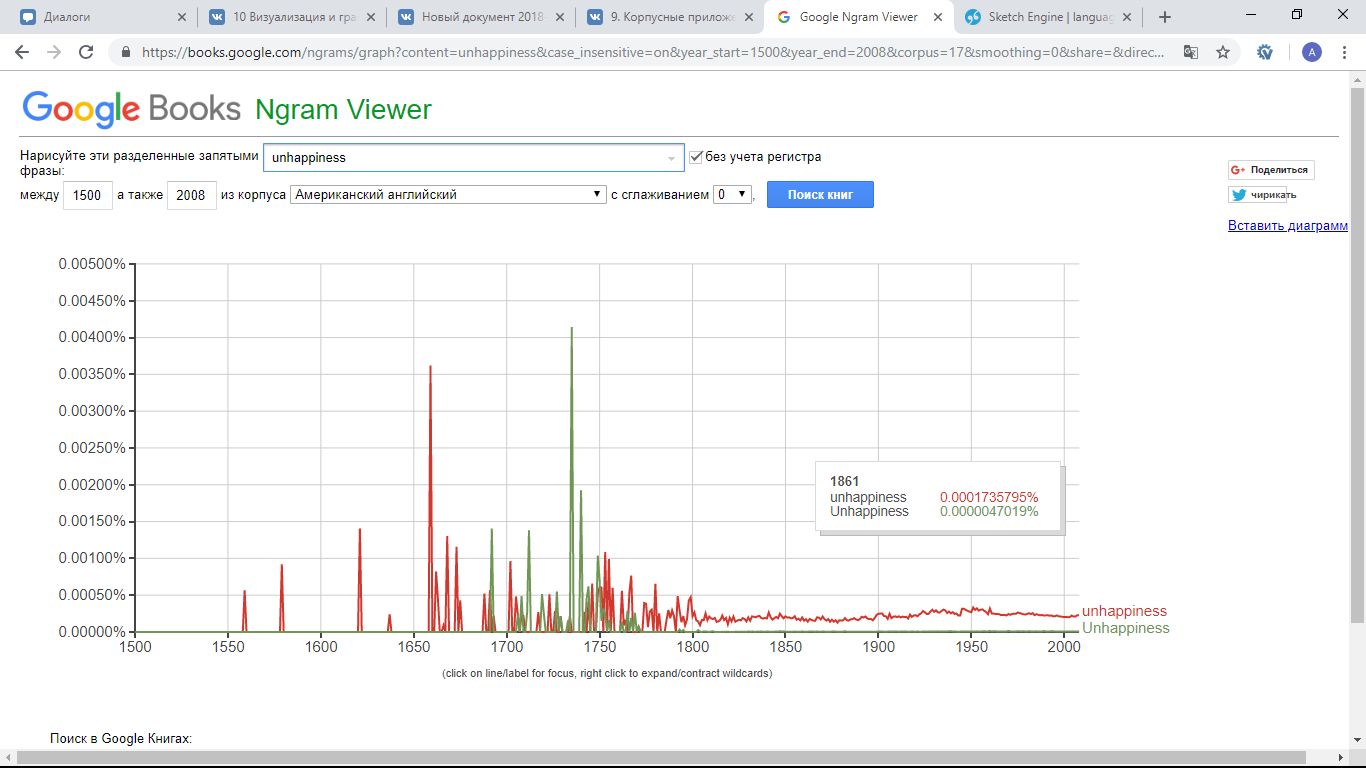 Диалоги
10 Визуализация и гра
Новый документ 2018-
9. Корпусные приложе
Google Ngram Viewer
Sketch Engine | languag
https://books.google.com/ngrams/graph?content=unhappiness&case_insensitive=on&year_start=1500&year_end=2008&corpus=17&smoothing=0&share=&direc...
A
Google Books Ngram Viewer
Нарисуйте эти разделенные запятыми фразы:
unhappiness
без учета регистра
между 1500 а также 2008 из корпуса Американский английский с сглаживанием 0 , Поиск книг
G+ Поделиться
чирикать
Вставить диаграмм
0.00500%
0.00450%
0.00400%
0.00350%
0.00300%
0.00250%
0.00200%
0.00150%
0.00100%
0.00050%
0.00000%
1861
unhappiness 0.0001735795%
Unhappiness 0.0000047019%
unhappiness
Unhappiness
1500 1550 1600 1650 1700 1750 1800 1850 1900 1950 2000
(click on line/label for focus, right click to expand/contract wildcards)
Поиск в Google Книгах: